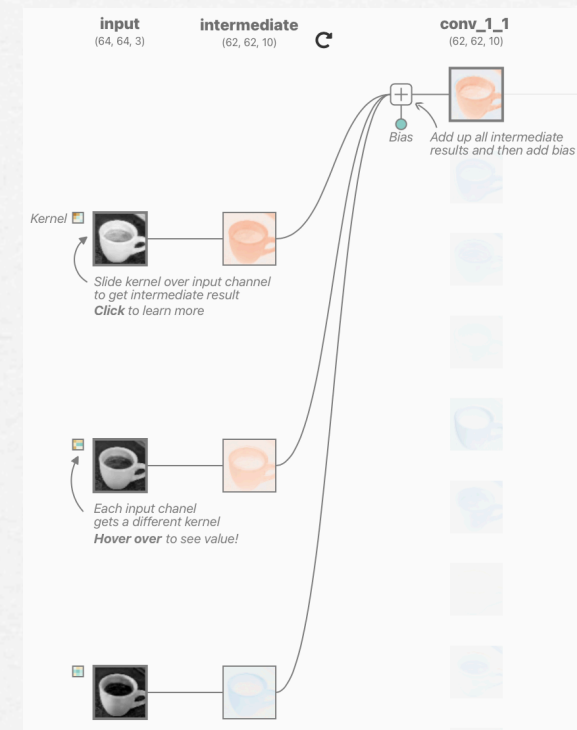 input
(64, 64, 3)
intermediate
(62, 62, 10)
conv_1_1
(62, 62, 10)
Bias
Add up all intermediate
results and then add bias
Kernel
Slide kernel over input channel
to get intermediate result
Click to learn more
Each input chanel
gets a different kernel
Hover over to see value!